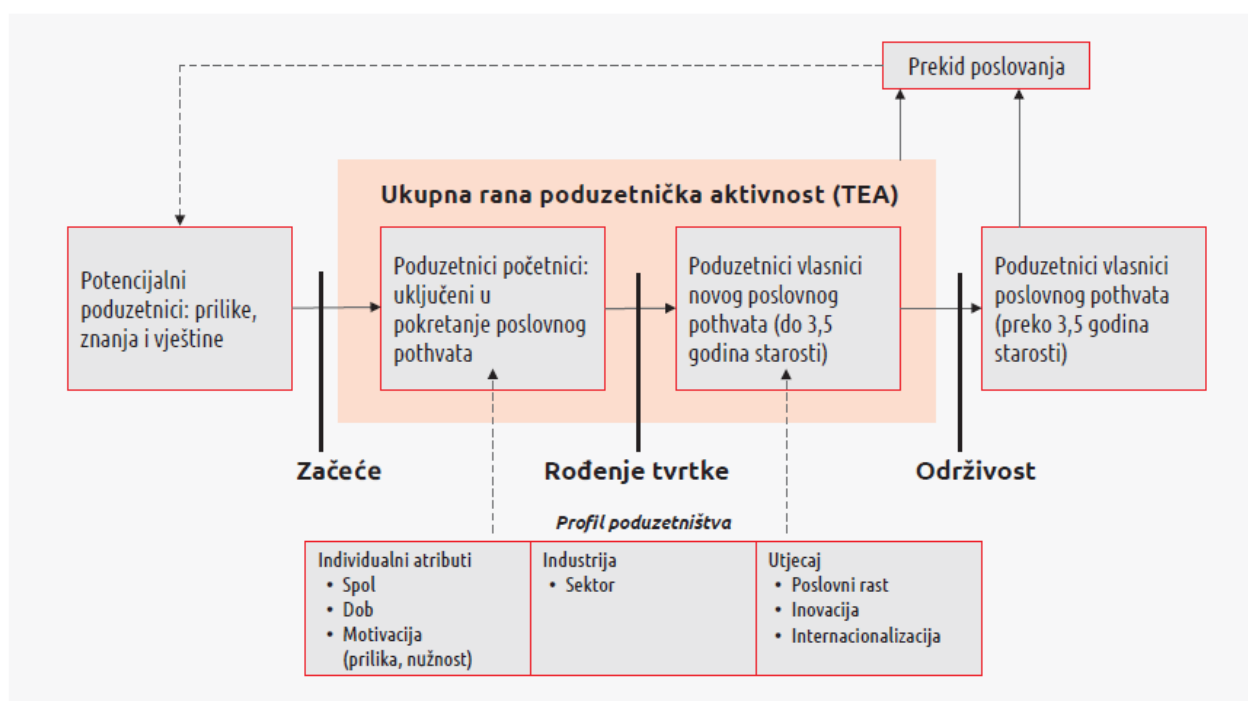 Prekid poslovanja
Ukupna rana poduzetnička aktivnost (TEA)
Potencijalni
poduzetnici: prilike,
znanja i vještine
Poduzetnici početnici:
uključeni u
pokretanje poslovnog
pothvata
Poduzetnici vlasnici
novog poslovnog
pothvata (do 3,5
godina starosti)
Poduzetnici vlasnici
poslovnog pothvata
(preko 3,5 godina
starosti)
Začeće
Rođenje tvrtke
Održivost
Profil poduzetništva
Individualni atributi
• Spol
• Dob
• Motivacija
(prilika, nužnost)
Industrija
• Sektor
Utjecaj
• Poslovni rast
• Inovacija
• Internacionalizacija